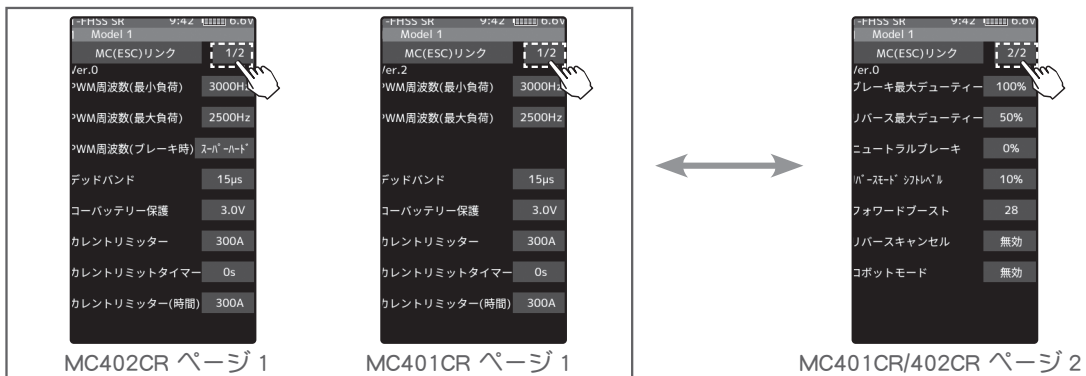 -FHSS SR 9:42 6.6V
Model 1
MC(ESC)リンク 1/2
Ver.0
PWM周波数(最小負荷) 3000Hz
PWM周波数(最大負荷) 2500Hz
PWM周波数(ブレーキ時) スーパーハード
デッドバンド 15μs
ローバッテリー保護 3.0V
カレントリミッター 300A
カレントリミットタイマー 0s
カレントリミッター(時間) 300A
MC402CR ページ 1
-FHSS SR 9:42 6.6V
Model 1
MC(ESC)リンク 1/2
Ver.2
PWM周波数(最小負荷) 3000Hz
PWM周波数(最大負荷) 2500Hz
デッドバンド 15μs
ローバッテリー保護 3.0V
カレントリミッター 300A
カレントリミットタイマー 0s
カレントリミッター(時間) 300A
MC401CR ページ 1
-FHSS SR 9:42 6.6V
Model 1
MC(ESC)リンク 2/2
Ver.0
ブレーキ最大デューティー 100%
リバース最大デューティー 50%
ニュートラルブレーキ 0%
リバースモード シフトレベル 10%
フォワードブースト 28
リバースキャンセル 無効
ロボットモード 無効
MC401CR/402CR ページ 2